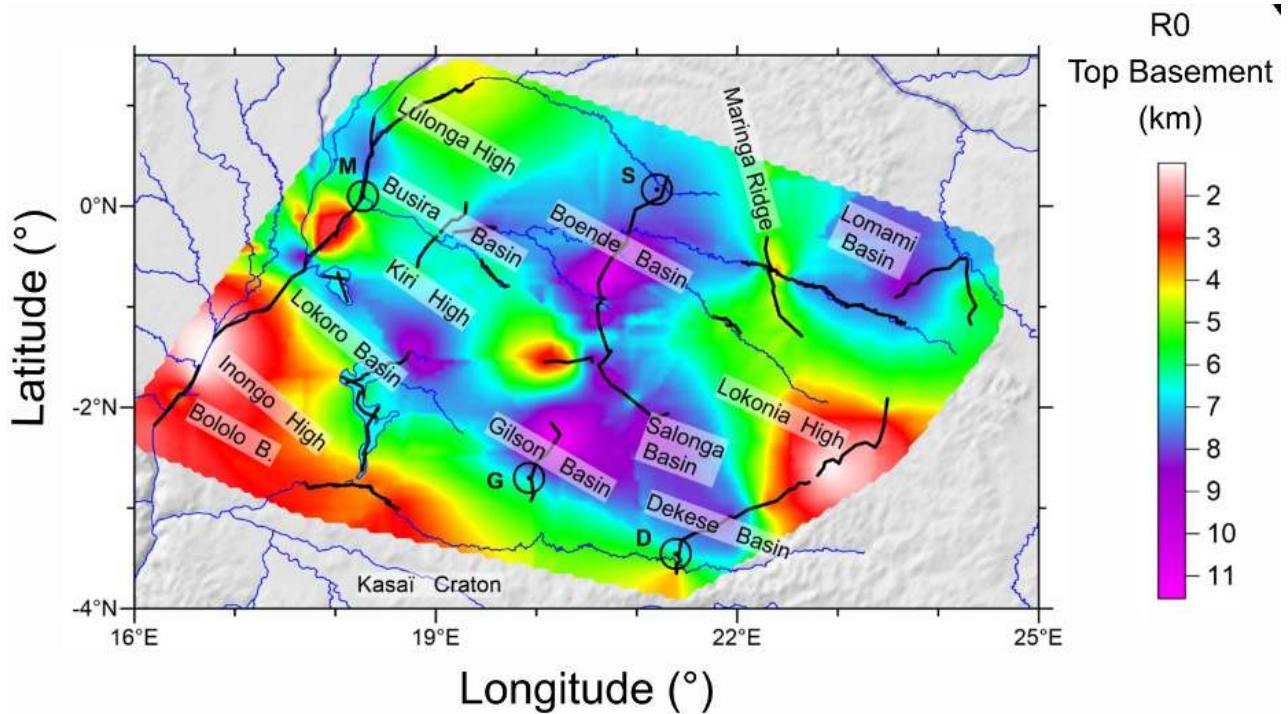 R0
Top Basement
(km)
2
3
4
5
6
7
8
9
10
11
Latitude (°)
0°N
-2°N
-4°N
16°E
19°E
22°E
25°E
Longitude (°)
Lulonga High
M
Busira Basin
Kiri High
S
Boende Basin
Maringa Ridge
Lomami
Basin
Lokoro Basin
Inongo High
Bololo B.
Gilson Basin
G
Salonga
Basin
Lokonia High
Dekese Basin
D
Kasaï Craton